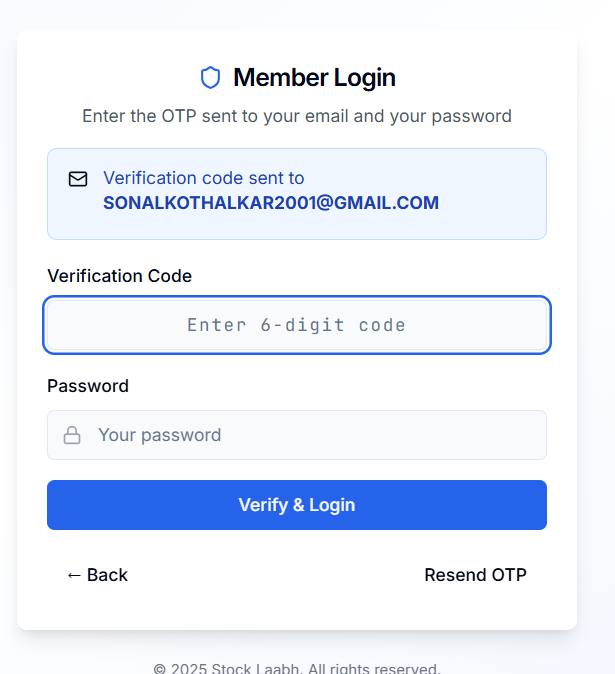 Member Login
Enter the OTP sent to your email and your password
Verification code sent to
SONALKOTHALKAR2001@GMAIL.COM
Verification Code
Enter 6-digit code
Password
Your password
Verify & Login
← Back
Resend OTP
© 2025 Stock Laabh. All rights reserved.